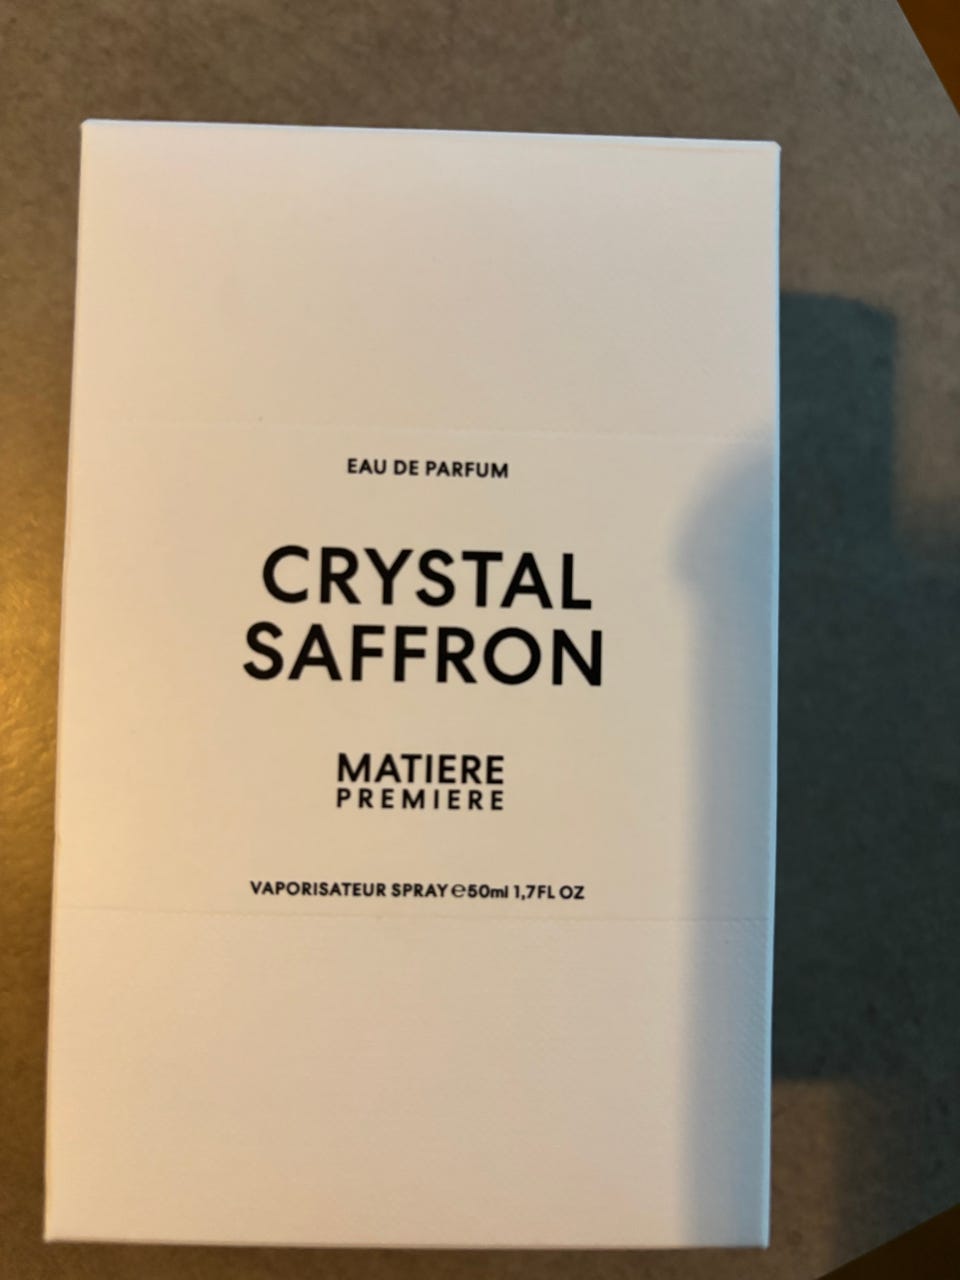 EAU DE PARFUM
CRYSTAL
SAFFRON
MATIERE
PREMIERE
VAPORISATEUR SPRAY ℮50ml 1,7FL OZ